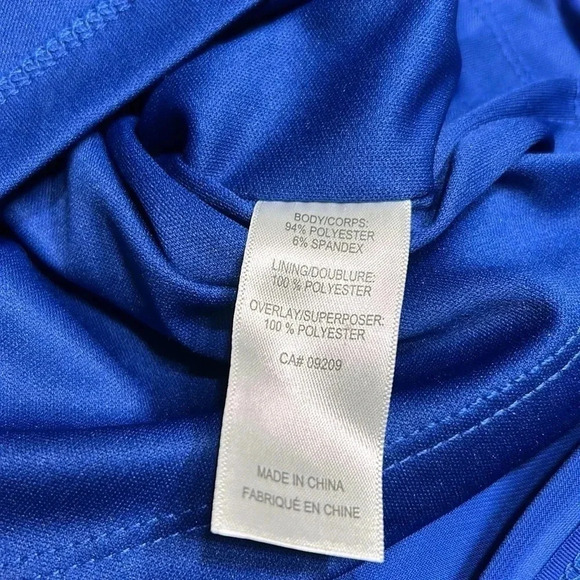 BODY/CORPS:
94% POLYESTER
6% SPANDEX
LINING/DOUBLURE:
100 % POLYESTER
OVERLAY/SUPERPOSER:
100 % POLYESTER
CA# 09209
MADE IN CHINA
FABRIQUÉ EN CHINE